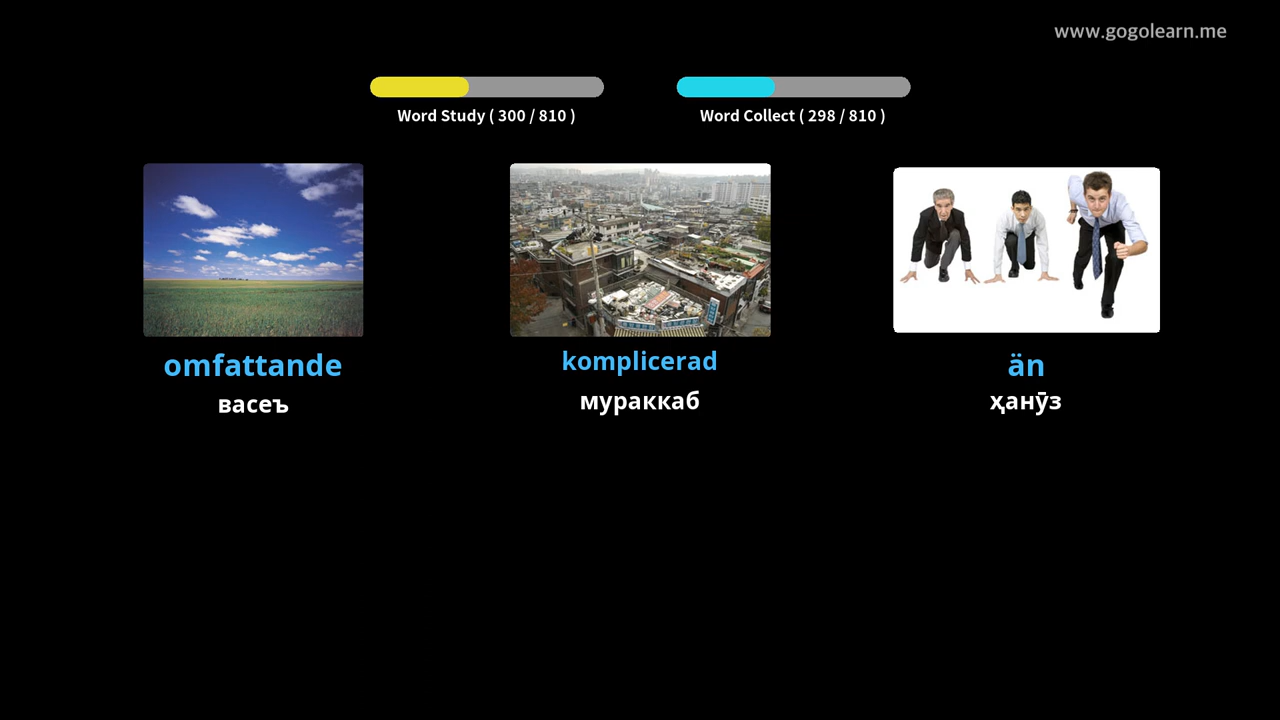 www.gogolearn.me
Word Study ( 300 / 810 )
Word Collect ( 298 / 810 )
omfattande
васеъ
komplicerad
мураккаб
än
ҳанӯз